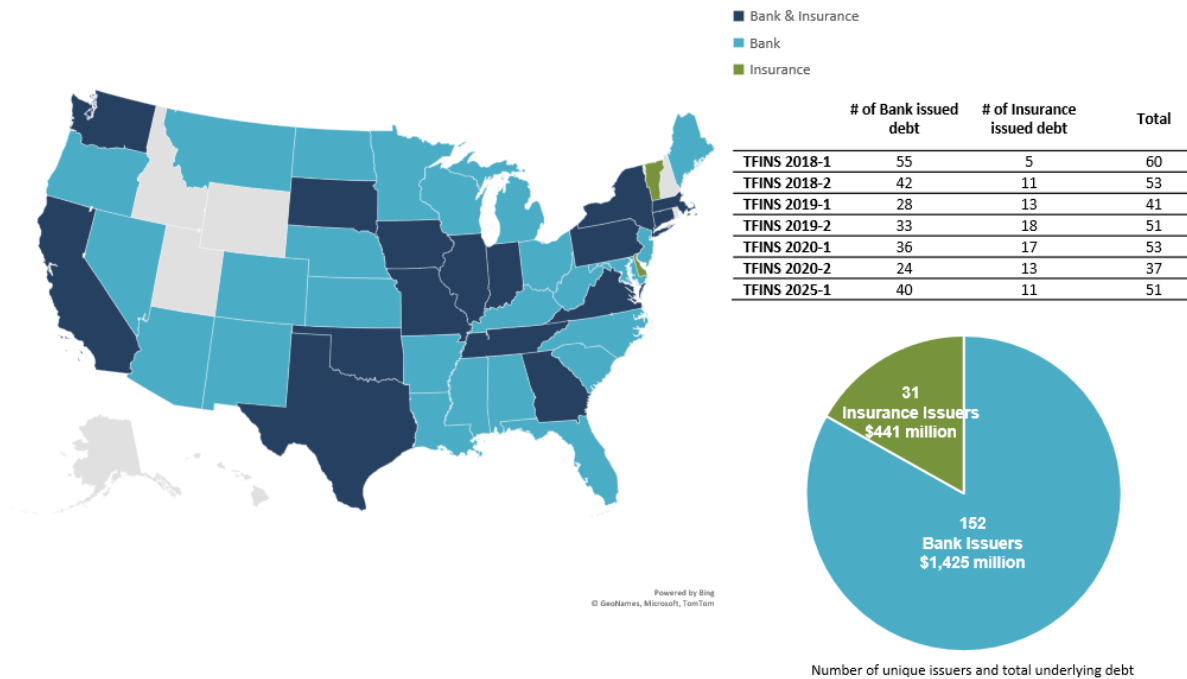 Bank & Insurance
Bank
Insurance
# of Bank issued debt # of Insurance issued debt Total
TFINS 2018-1 55 5 60
TFINS 2018-2 42 11 53
TFINS 2019-1 28 13 41
TFINS 2019-2 33 18 51
TFINS 2020-1 36 17 53
TFINS 2020-2 24 13 37
TFINS 2025-1 40 11 51
31
Insurance Issuers
$441 million
152
Bank Issuers
$1,425 million
Powered by Bing
© GeoNames, Microsoft, TomTom
Number of unique issuers and total underlying debt